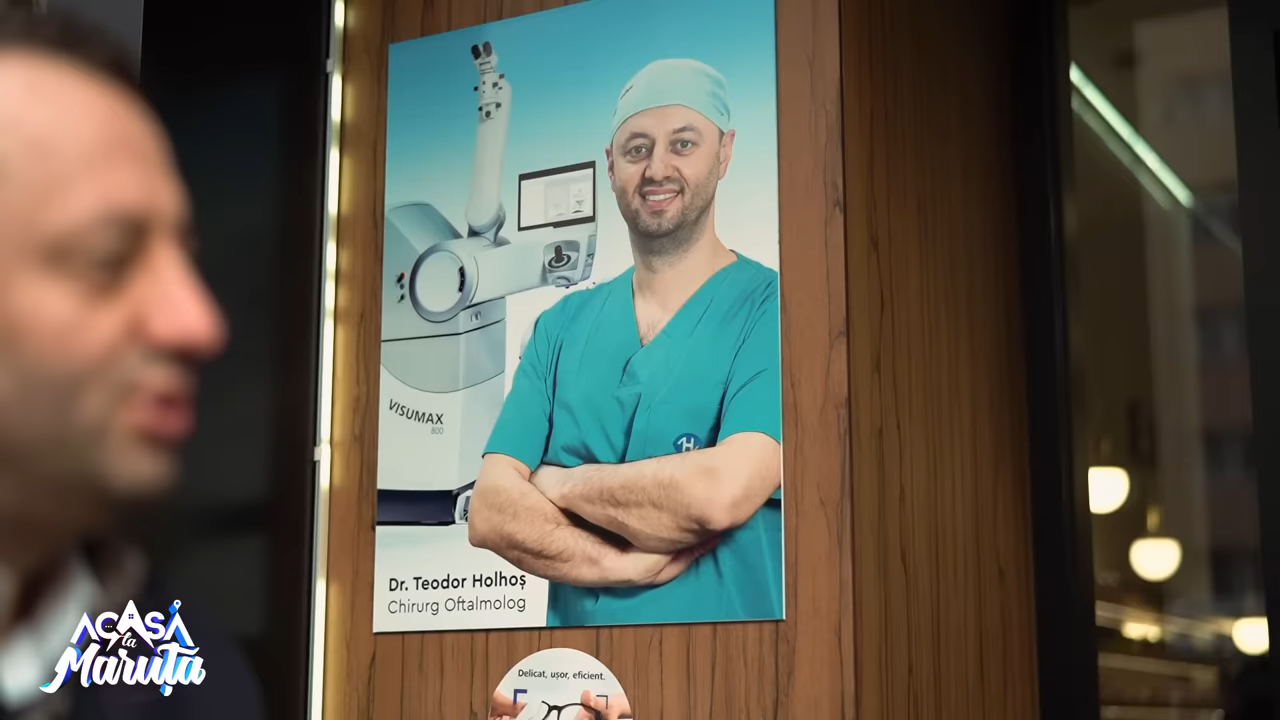 VISUMAX
800
Dr. Teodor Holhoș
Chirurg Oftalmolog
Delicat, ușor, eficient.
ACASĂ
la
Măruță